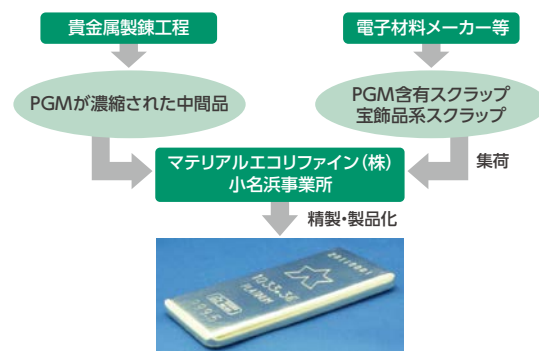 貴金属製錬工程
電子材料メーカー等
PGMが濃縮された中間品
PGM含有スクラップ
宝飾品系スクラップ
マテリアルエコリファイン(株)
小名浜事業所
集荷
精製・製品化
PLATINUM